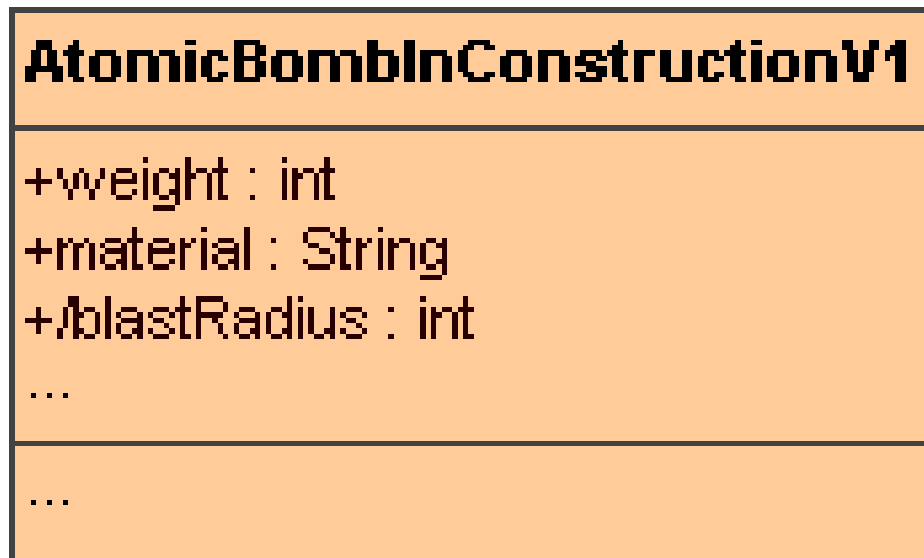 AtomicBombInConstructionV1
+weight : int
+material : String
+/blastRadius : int
...
...